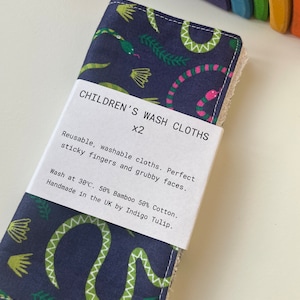 CHILDREN'S WASH CLOTHS
x2
Reusable, washable cloths. Perfect
sticky fingers and grubby faces.
Wash at 30°C. 50% Bamboo 50% Cotton.
Handmade in the UK by Indigo Tulip.